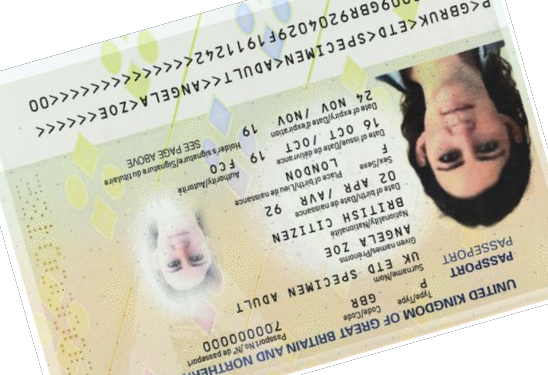 UNITED KINGDOM OF GREAT BRITAIN AND NORTHERN
PASSPORT
PASSEPORT
Type/Type
P
Code/Code
GBR
Passport No./Nº de passeport
700000000
Surname/Nom
UK ETD SPECIMEN ADULT
Given names/Prénoms
ANGELA ZOE
Nationality/Nationalité
BRITISH CITIZEN
Date of birth/Date de naissance
02 APR /AVR 92
Sex/Sexe
F
Place of birth/Lieu de naissance
LONDON
Date of issue/Date de délivrance
16 OCT /OCT 19
Authority/Autorité
FCO
Date of expiry/Date d'expiration
24 NOV /NOV 19
Holder's signature/Signature du titulaire
SEE PAGE ABOVE
P<GBRUK<ETD<SPECIMEN<ADULT<<ANGELA<ZOE<<<<<<
0009GBR9204029F1911242<<<<<<<<<<<<<<00